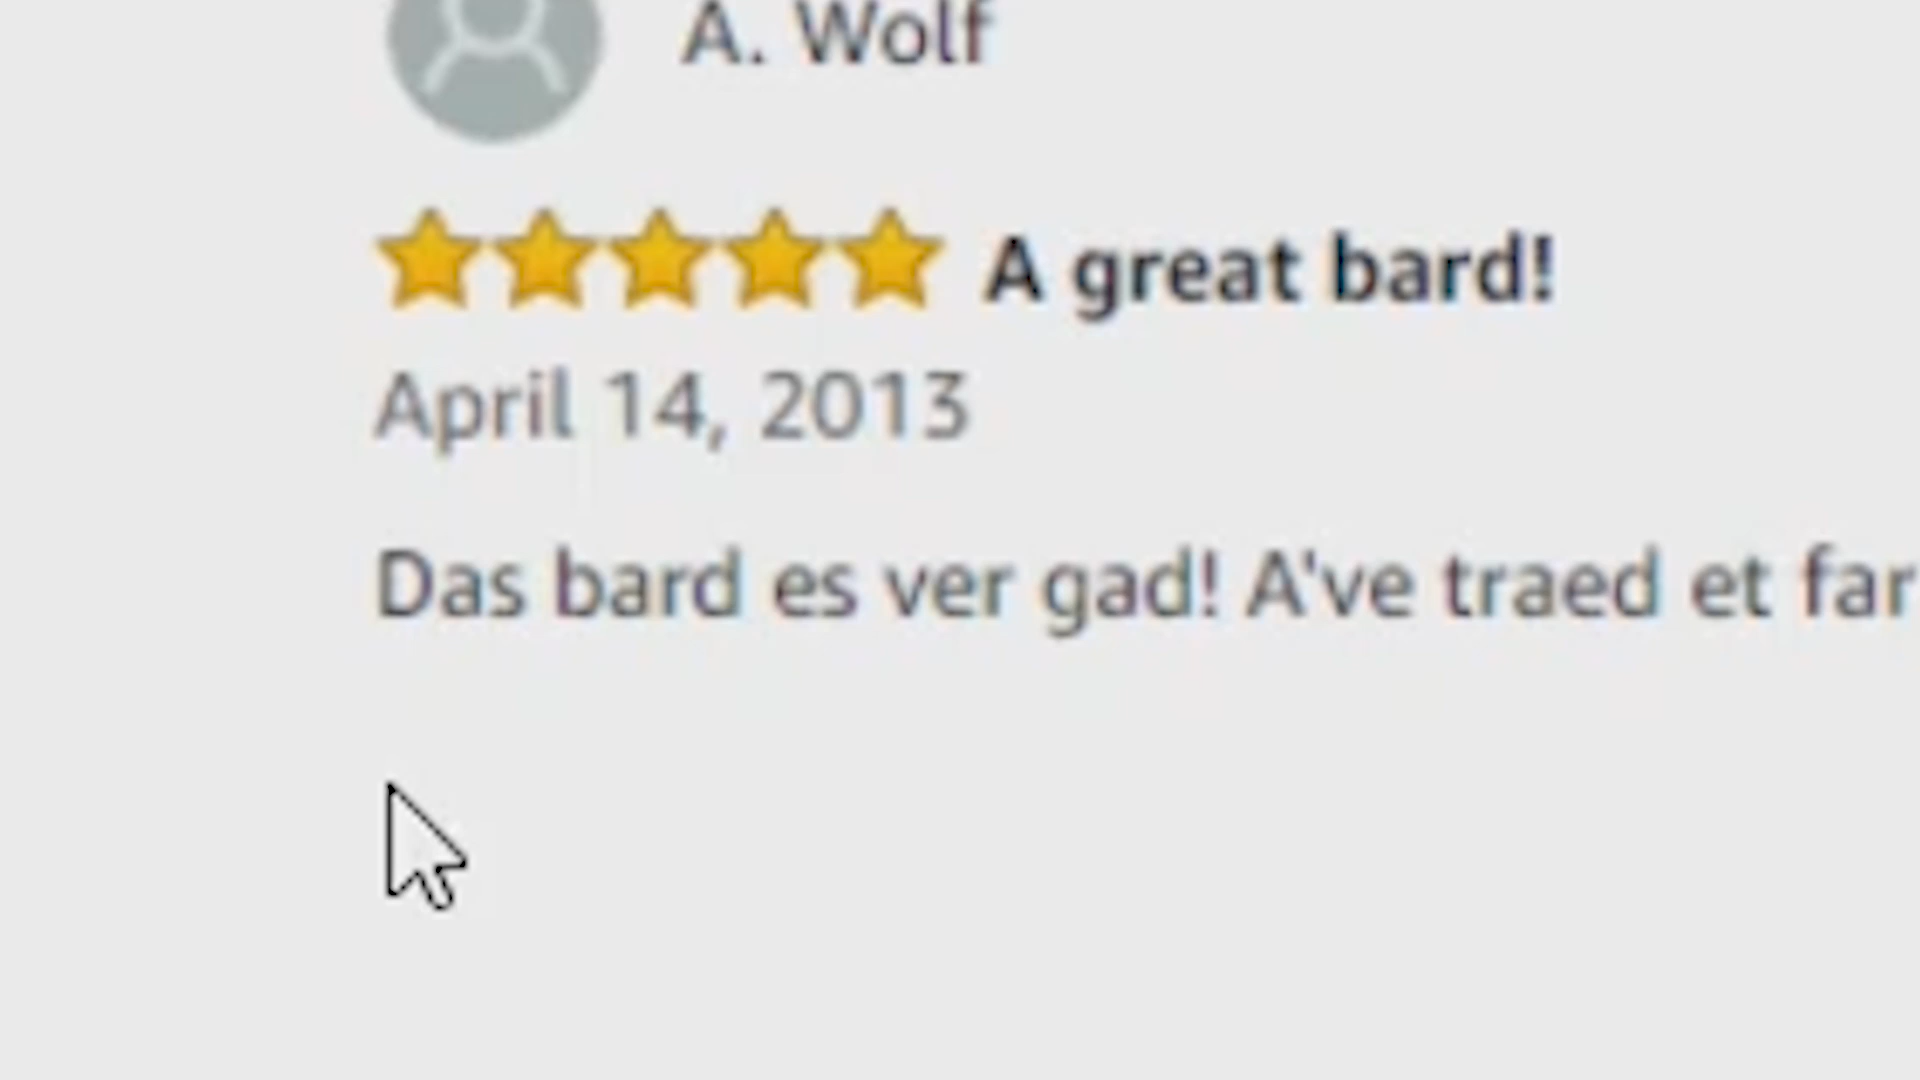 A. Wolf
A great bard!
April 14, 2013
Das bard es ver gad! A've traed et far